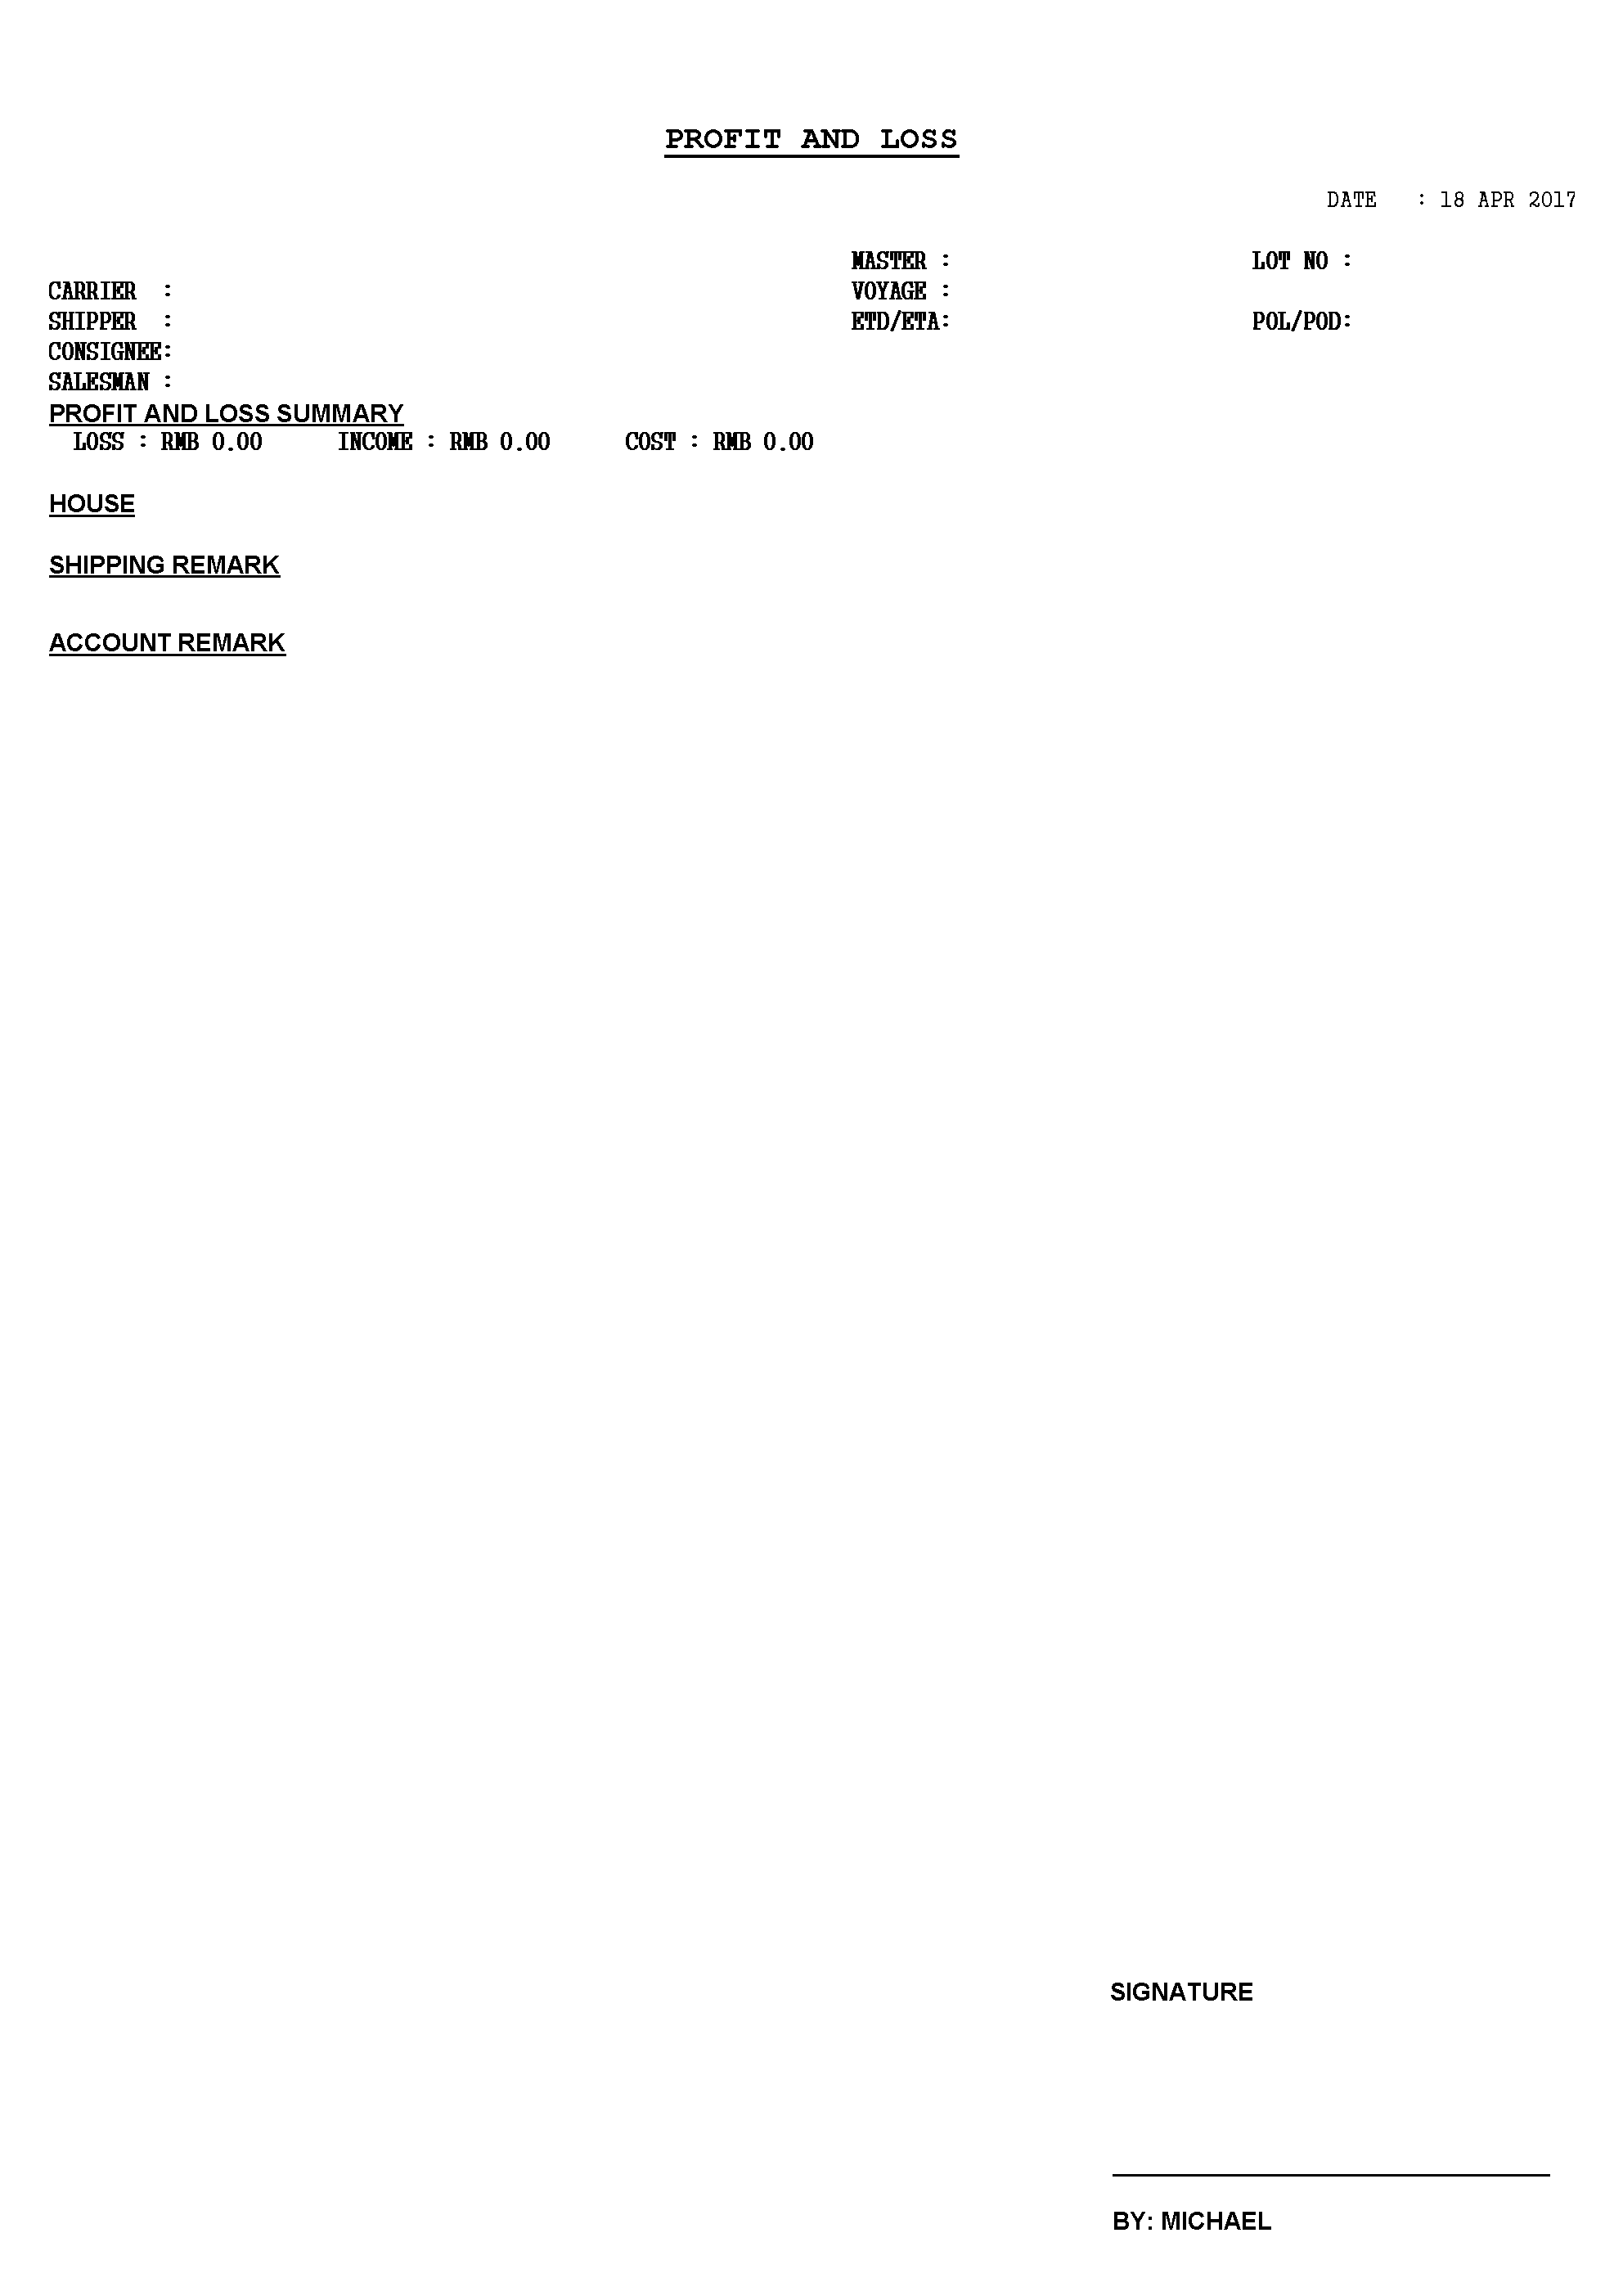 PROFIT AND LOSS
DATE : 18 APR 2017
MASTER : LOT NO :
CARRIER : VOYAGE :
SHIPPER : ETD/ETA: POL/POD:
CONSIGNEE:
SALESMAN :
PROFIT AND LOSS SUMMARY
LOSS : RMB 0.00 INCOME : RMB 0.00 COST : RMB 0.00
HOUSE
SHIPPING REMARK
ACCOUNT REMARK
SIGNATURE
BY: MICHAEL